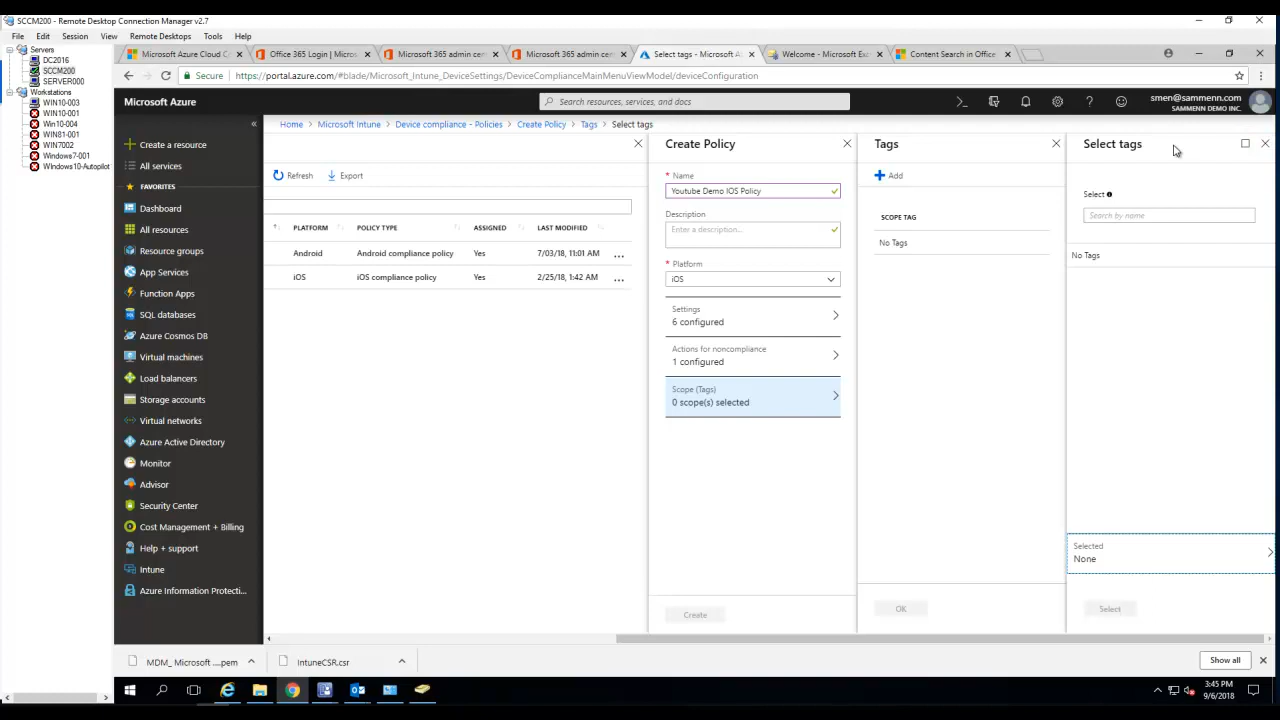 SCCM200 - Remote Desktop Connection Manager v2.7
File Edit Session View Remote Desktops Tools Help
Servers
DC2016
SCCM200
SERVER000
Workstations
WIN10-003
WIN10-001
Win10-004
WIN81-001
WIN7002
Windows7-001
Windows10-Autopilot
Microsoft Azure Cloud C
Office 365 Login | Micros
Microsoft 365 admin cen
Microsoft 365 admin cen
Select tags - Microsoft A
Welcome - Microsoft Ex
Content Search in Office
Secure https://portal.azure.com/#blade/Microsoft_Intune_DeviceSettings/DeviceComplianceMainMenuViewModel/deviceConfiguration
Microsoft Azure
Search resources, services, and docs
smen@sammenn.com
SAMMENN DEMO INC.
Home > Microsoft Intune > Device compliance - Policies > Create Policy > Tags > Select tags
Create a resource
All services
FAVORITES
Dashboard
All resources
Resource groups
App Services
Function Apps
SQL databases
Azure Cosmos DB
Virtual machines
Load balancers
Storage accounts
Virtual networks
Azure Active Directory
Monitor
Advisor
Security Center
Cost Management + Billing
Help + support
Intune
Azure Information Protecti...
Refresh Export
PLATFORM POLICY TYPE ASSIGNED LAST MODIFIED
Android Android compliance policy Yes 7/03/18, 11:01 AM ...
iOS iOS compliance policy Yes 2/25/18, 1:42 AM ...
Create Policy
* Name
Youtube Demo IOS Policy
Description
Enter a description...
* Platform
iOS
Settings
6 configured
Actions for noncompliance
1 configured
Scope (Tags)
0 scope(s) selected
Create
Tags
Add
SCOPE TAG
No Tags
OK
Select tags
Select
Search by name
No Tags
Selected
None
Select
MDM_ Microsoft ....pem
IntuneCSR.csr
Show all
3:45 PM
9/6/2018